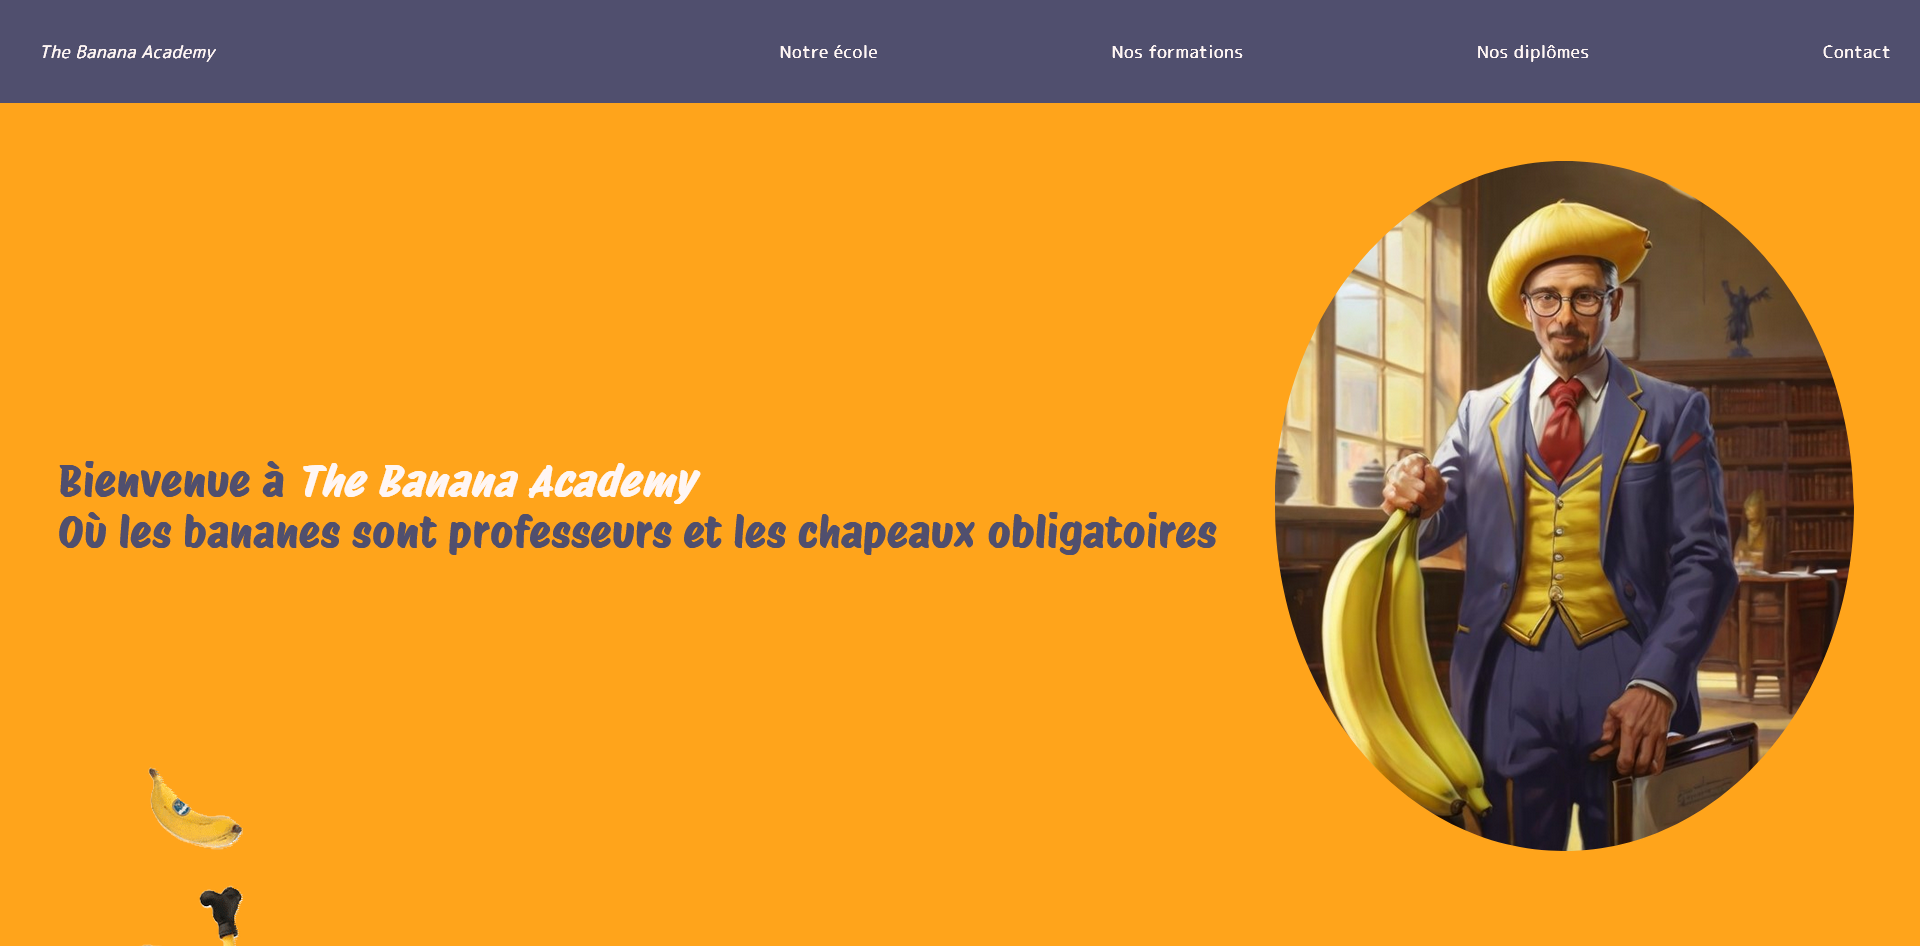 The Banana Academy
Notre école
Nos formations
Nos diplômes
Contact
Bienvenue à The Banana Academy
Où les bananes sont professeurs et les chapeaux obligatoires